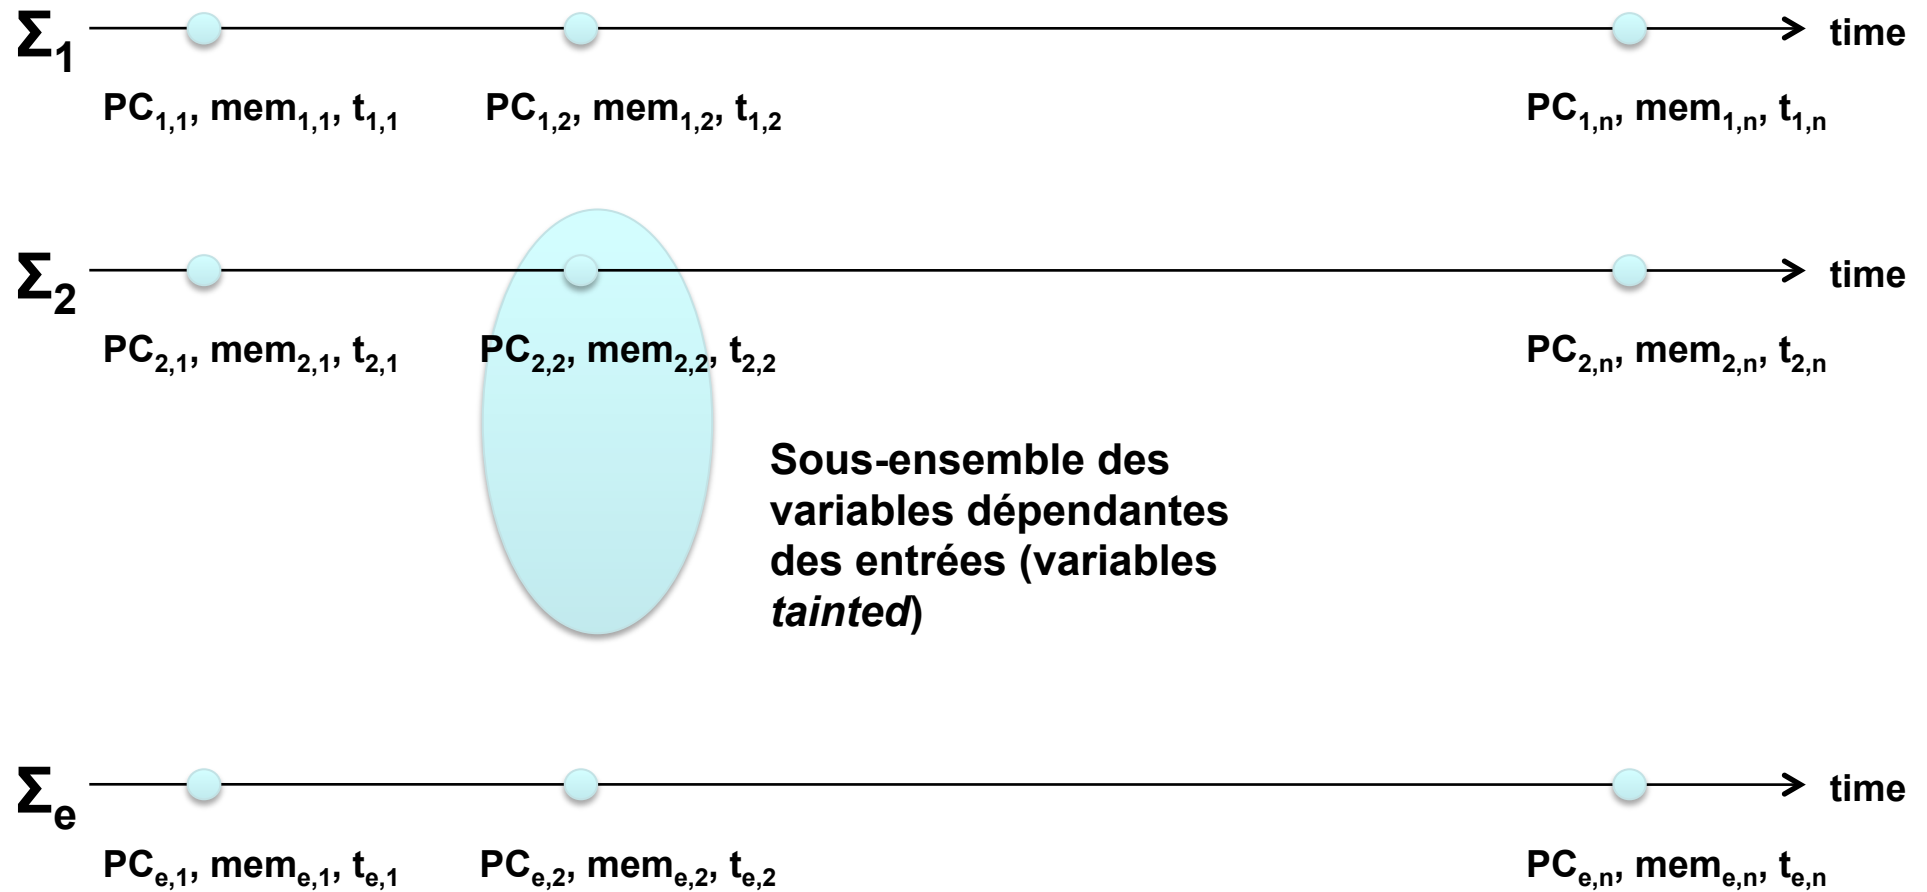 Σ1 time
PC1,1, mem1,1, t1,1 PC1,2, mem1,2, t1,2 PC1,n, mem1,n, t1,n
Σ2 time
PC2,1, mem2,1, t2,1 PC2,2, mem2,2, t2,2 PC2,n, mem2,n, t2,n
Sous-ensemble des
variables dépendantes
des entrées (variables
tainted)
Σe time
PCe,1, meme,1, te,1 PCe,2, meme,2, te,2 PCe,n, meme,n, te,n